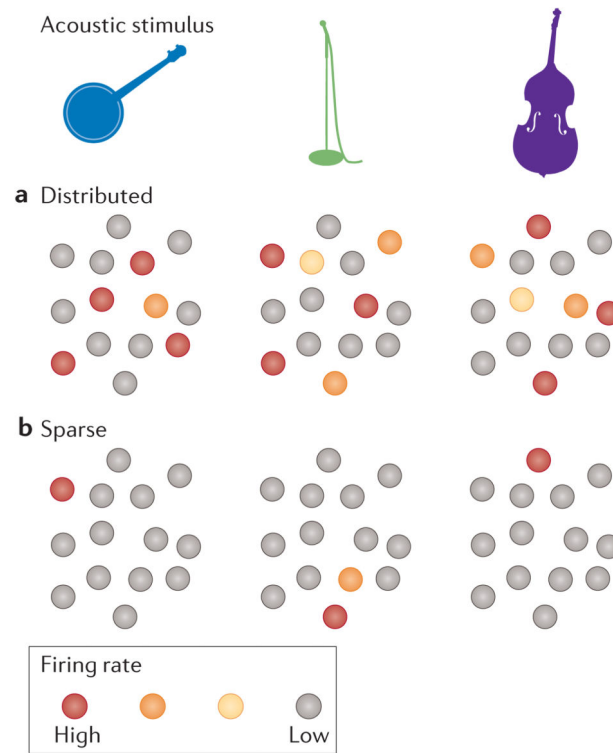 Acoustic stimulus
a Distributed
b Sparse
Firing rate
High Low